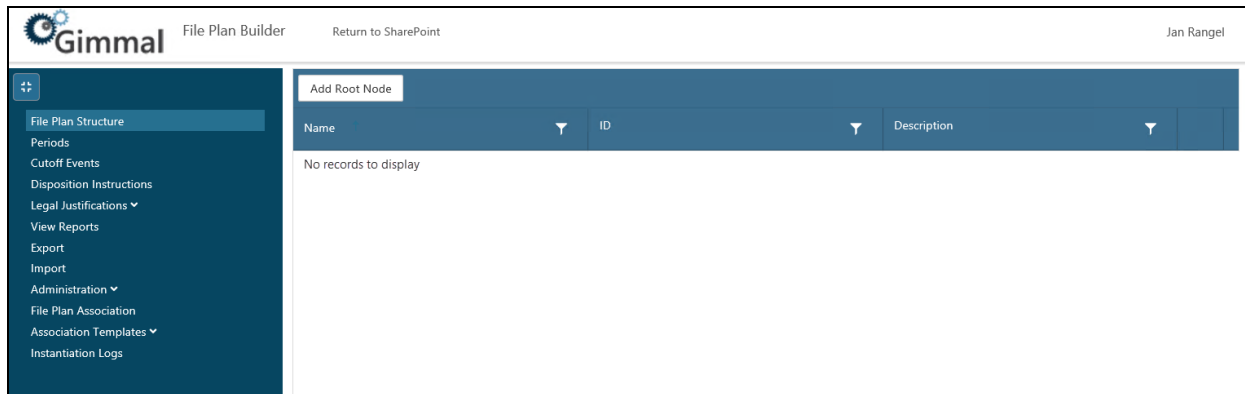 Gimmal File Plan Builder Return to SharePoint Jan Rangel
Add Root Node
Name ID Description
No records to display
File Plan Structure
Periods
Cutoff Events
Disposition Instructions
Legal Justifications
View Reports
Export
Import
Administration
File Plan Association
Association Templates
Instantiation Logs